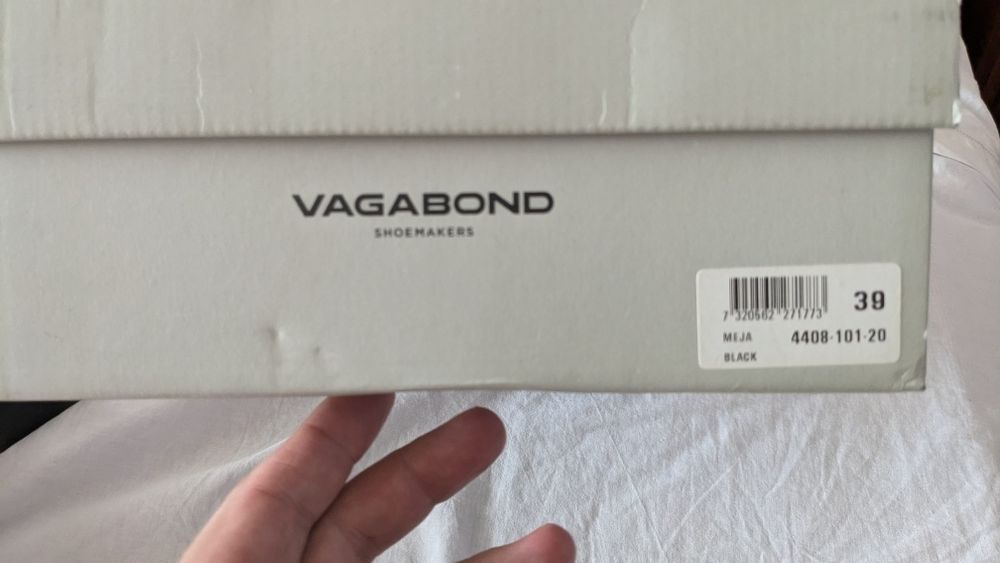 VAGABOND
SHOEMAKERS
39
7 320562 271773
MEJA 4408-101-20
BLACK